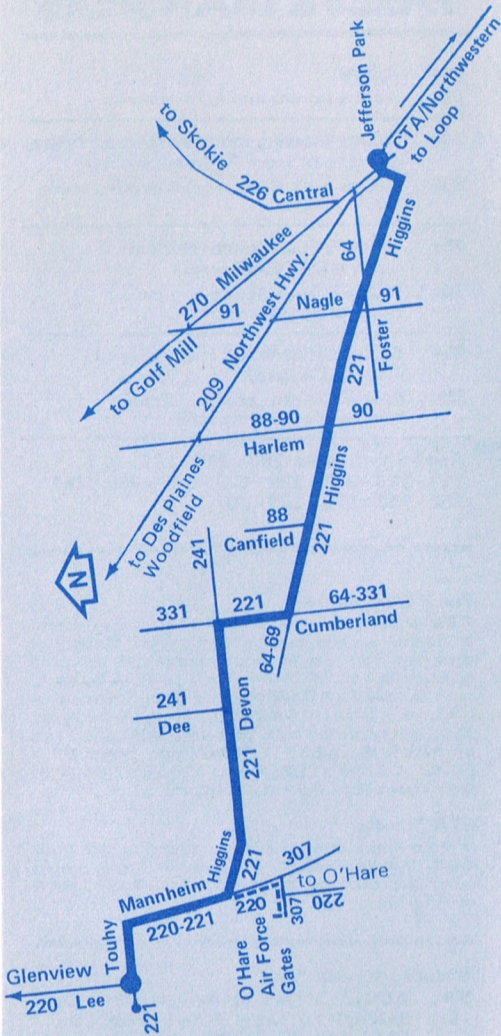 Jefferson Park
CTA/Northwestern
to Loop
to Skokie
226 Central
270 Milwaukee
91
to Golf Mill
209 Northwest Hwy.
64
Higgins
Nagle
91
221
Foster
88-90
Harlem
90
to Des Plaines
Woodfield
221 Higgins
88
Canfield
N
241
331
221
64-331
Cumberland
64-69
241
Dee
221 Devon
Higgins
221
Mannheim
220-221
307
to O'Hare
220
307
220
O'Hare
Air Force
Gates
Touhy
Glenview
220 Lee
221